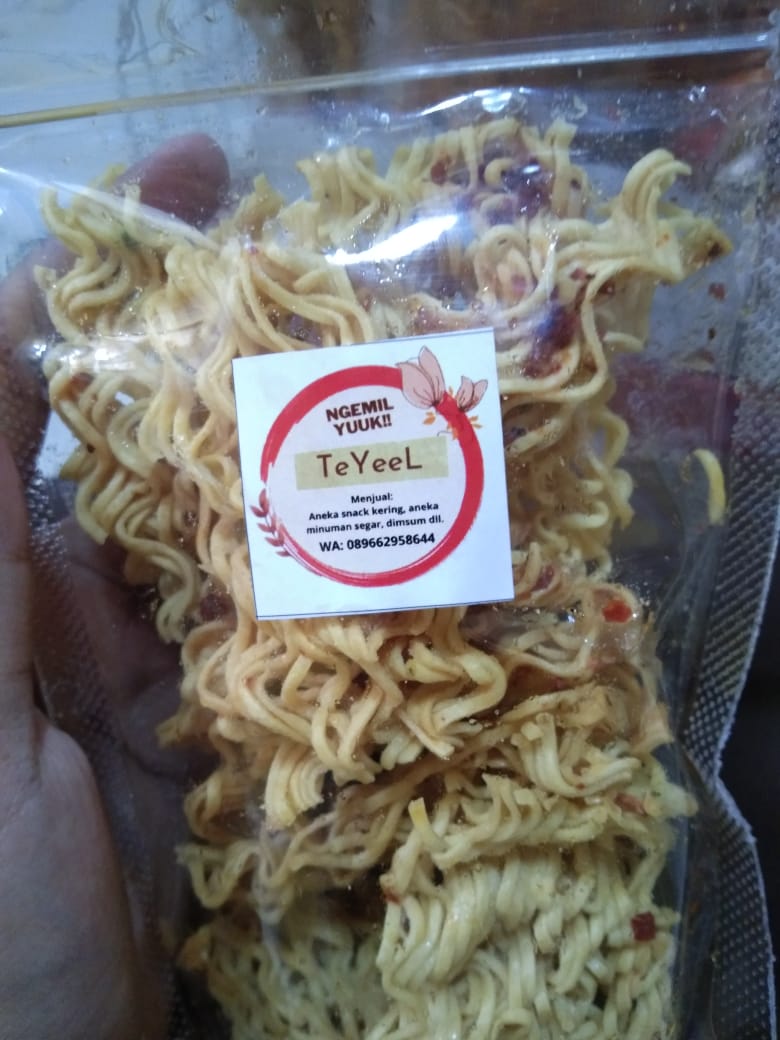 NGEMIL
YUUK!!
TeYeeL
Menjual:
Aneka snack kering, aneka
minuman segar, dimsum dll.
WA: 089662958644